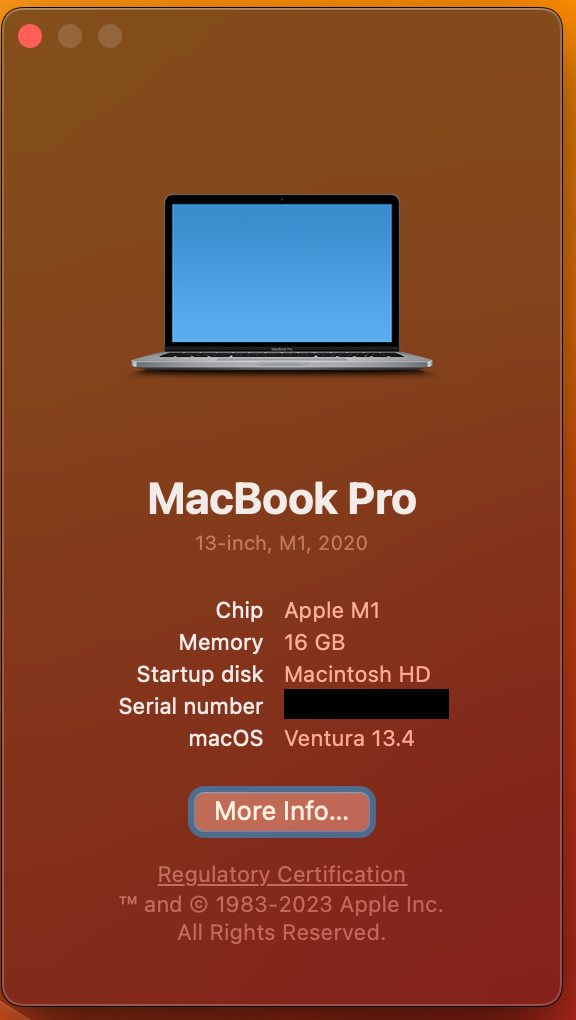 MacBook Pro
13-inch, M1, 2020
Chip Apple M1
Memory 16 GB
Startup disk Macintosh HD
Serial number
macOS Ventura 13.4
More Info...
Regulatory Certification
™ and © 1983-2023 Apple Inc.
All Rights Reserved.